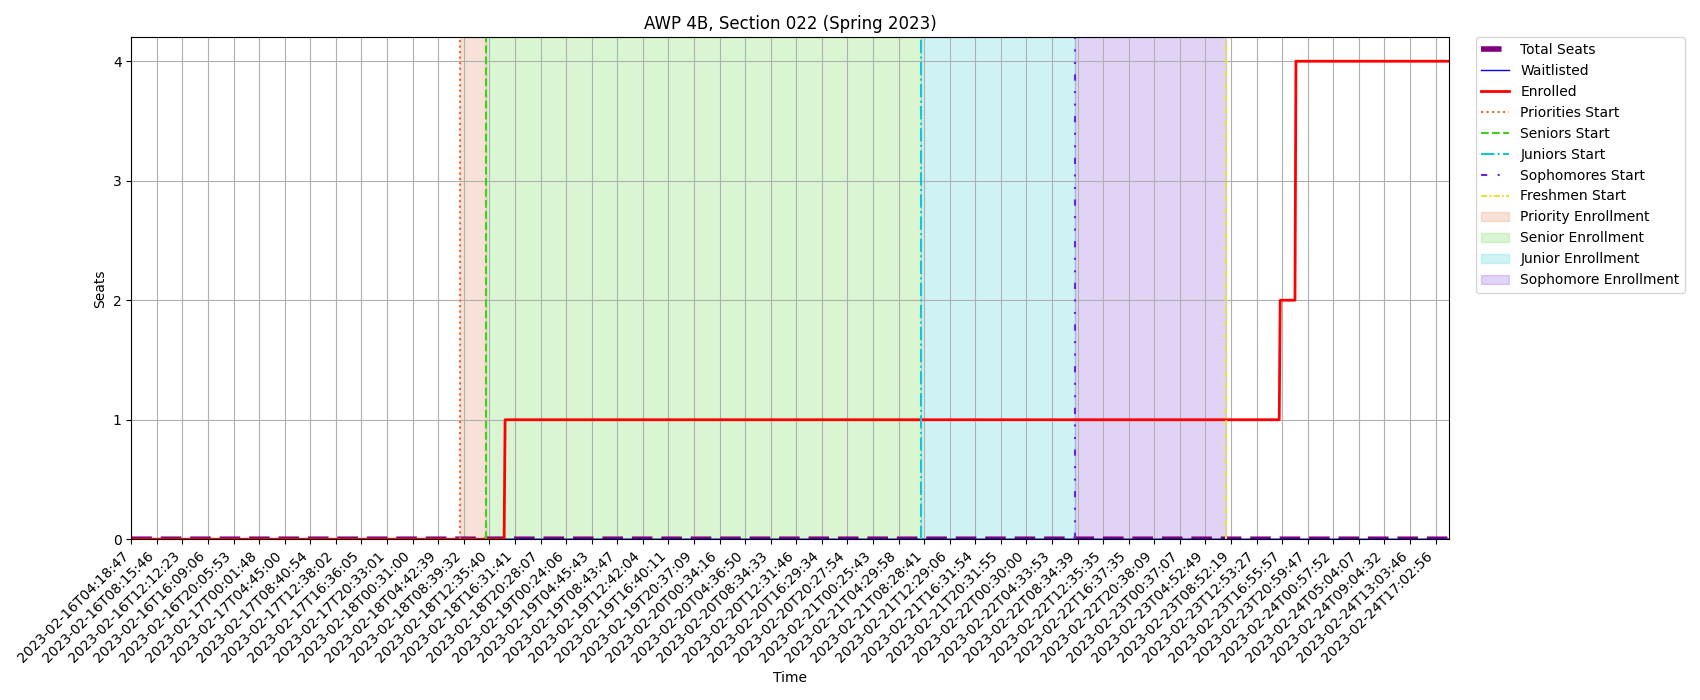 AWP 4B, Section 022 (Spring 2023)
Seats
4
3
2
1
0
2023-02-16T04:18:47
2023-02-16T08:15:46
2023-02-16T12:12:23
2023-02-16T16:09:06
2023-02-16T20:05:53
2023-02-17T00:01:48
2023-02-17T04:45:00
2023-02-17T08:40:54
2023-02-17T12:38:02
2023-02-17T16:36:05
2023-02-17T20:33:01
2023-02-18T00:31:00
2023-02-18T04:42:39
2023-02-18T08:39:32
2023-02-18T12:35:40
2023-02-18T16:31:41
2023-02-18T20:28:07
2023-02-19T00:24:06
2023-02-19T04:45:43
2023-02-19T08:43:47
2023-02-19T12:42:04
2023-02-19T16:40:11
2023-02-19T20:37:09
2023-02-20T00:34:16
2023-02-20T04:36:50
2023-02-20T08:34:33
2023-02-20T12:31:46
2023-02-20T16:29:34
2023-02-20T20:27:54
2023-02-21T00:25:43
2023-02-21T04:29:58
2023-02-21T08:28:41
2023-02-21T12:29:06
2023-02-21T16:31:54
2023-02-21T20:31:55
2023-02-22T00:30:00
2023-02-22T04:33:53
2023-02-22T08:34:39
2023-02-22T12:35:35
2023-02-22T16:37:35
2023-02-22T20:38:09
2023-02-23T00:37:07
2023-02-23T04:52:49
2023-02-23T08:52:19
2023-02-23T12:53:27
2023-02-23T16:55:57
2023-02-23T20:59:47
2023-02-24T00:57:52
2023-02-24T05:04:07
2023-02-24T09:04:32
2023-02-24T13:03:46
2023-02-24T17:02:56
Time
Total Seats
Waitlisted
Enrolled
Priorities Start
Seniors Start
Juniors Start
Sophomores Start
Freshmen Start
Priority Enrollment
Senior Enrollment
Junior Enrollment
Sophomore Enrollment